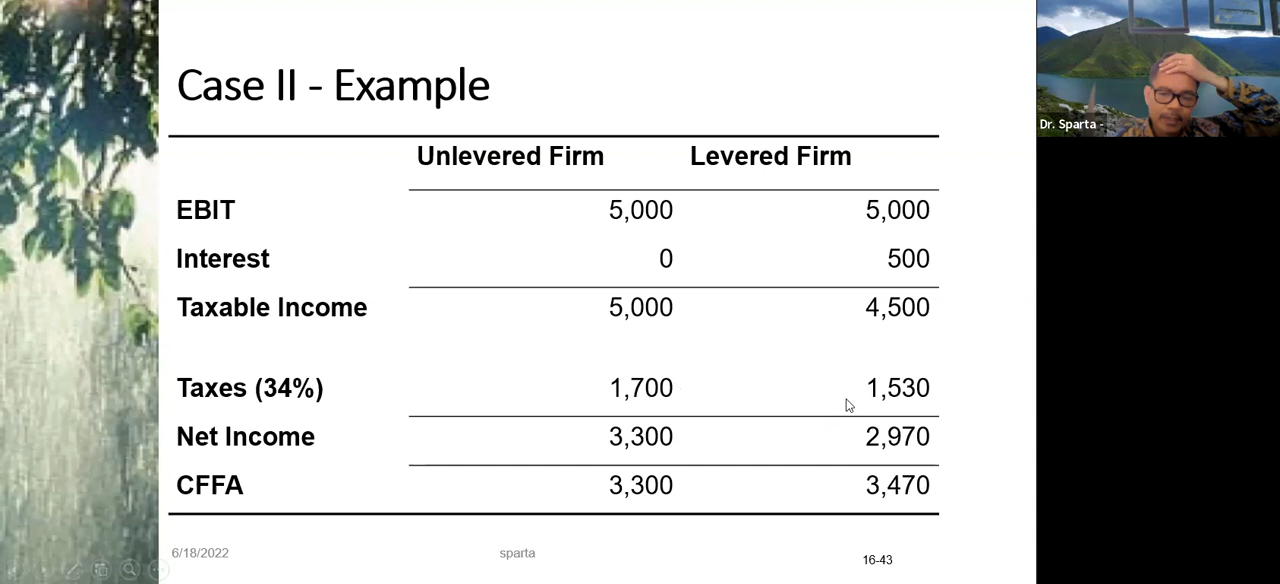 Case II - Example
Unlevered Firm Levered Firm
EBIT 5,000 5,000
Interest 0 500
Taxable Income 5,000 4,500
Taxes (34%) 1,700 1,530
Net Income 3,300 2,970
CFFA 3,300 3,470
6/18/2022 sparta 16-43
Dr. Sparta -